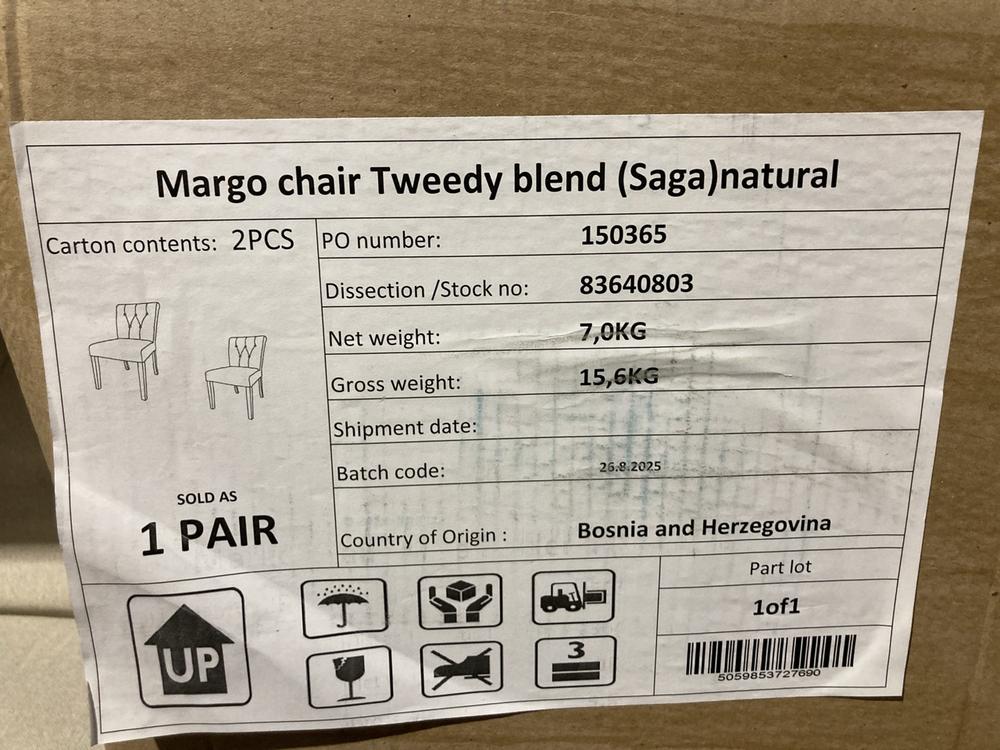 Margo chair Tweedy blend (Saga)natural
Carton contents: 2PCS
PO number: 150365
Dissection /Stock no: 83640803
Net weight: 7,0KG
Gross weight: 15,6KG
Shipment date:
Batch code: 26.8.2025
SOLD AS
1 PAIR
Country of Origin : Bosnia and Herzegovina
UP
3
Part lot
1of1
5059853727690